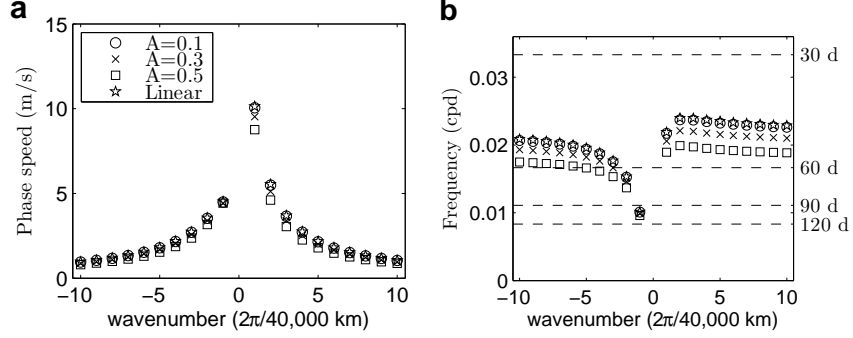 a
15
10
5
0
Phase speed (m/s)
A=0.1
A=0.3
A=0.5
Linear
−10 −5 0 5 10
wavenumber (2π/40,000 km)
b
0.03
0.02
0.01
0
Frequency (cpd)
30 d
60 d
90 d
120 d
−10 −5 0 5 10
wavenumber (2π/40,000 km)